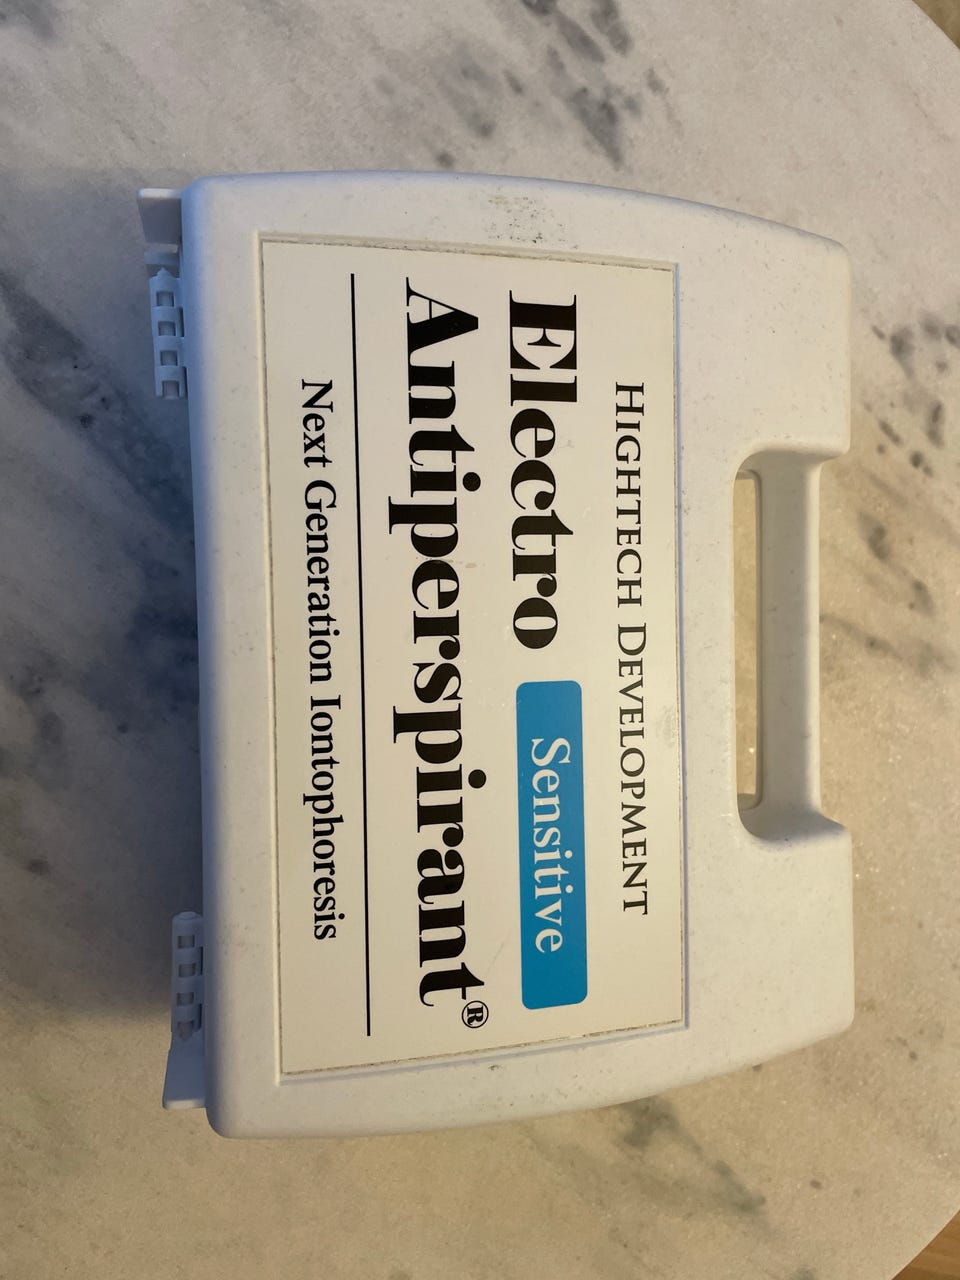 HIGHTECH DEVELOPMENT
Electro Sensitive
Antiperspirant®
Next Generation Iontophoresis